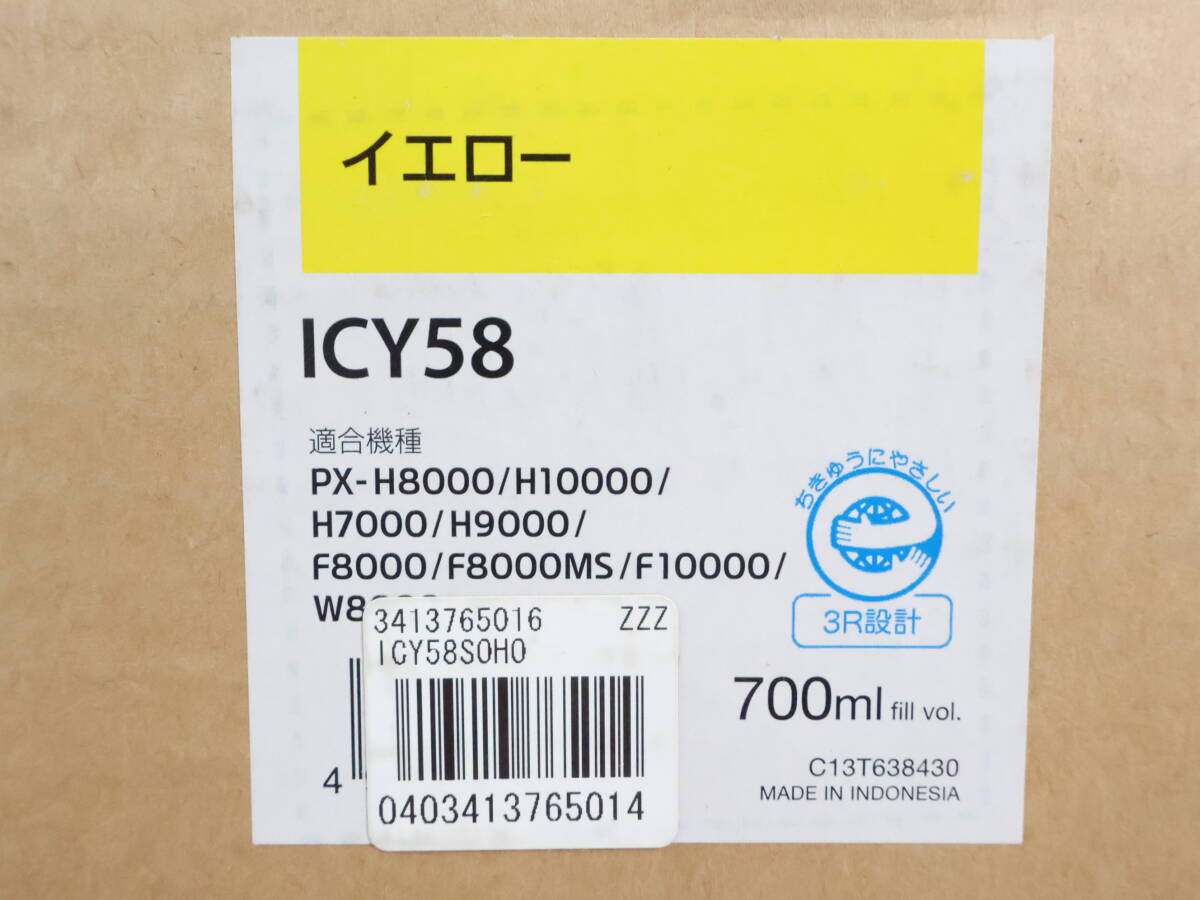 イエロー
ICY58
適合機種
PX-H8000/H10000/
H7000/H9000/
F8000/F8000MS/F10000/
ちきゅうにやさしい
3R設計
3413765016 ZZZ
ICY58SOHO
0403413765014
4
700ml fill vol.
C13T638430
MADE IN INDONESIA